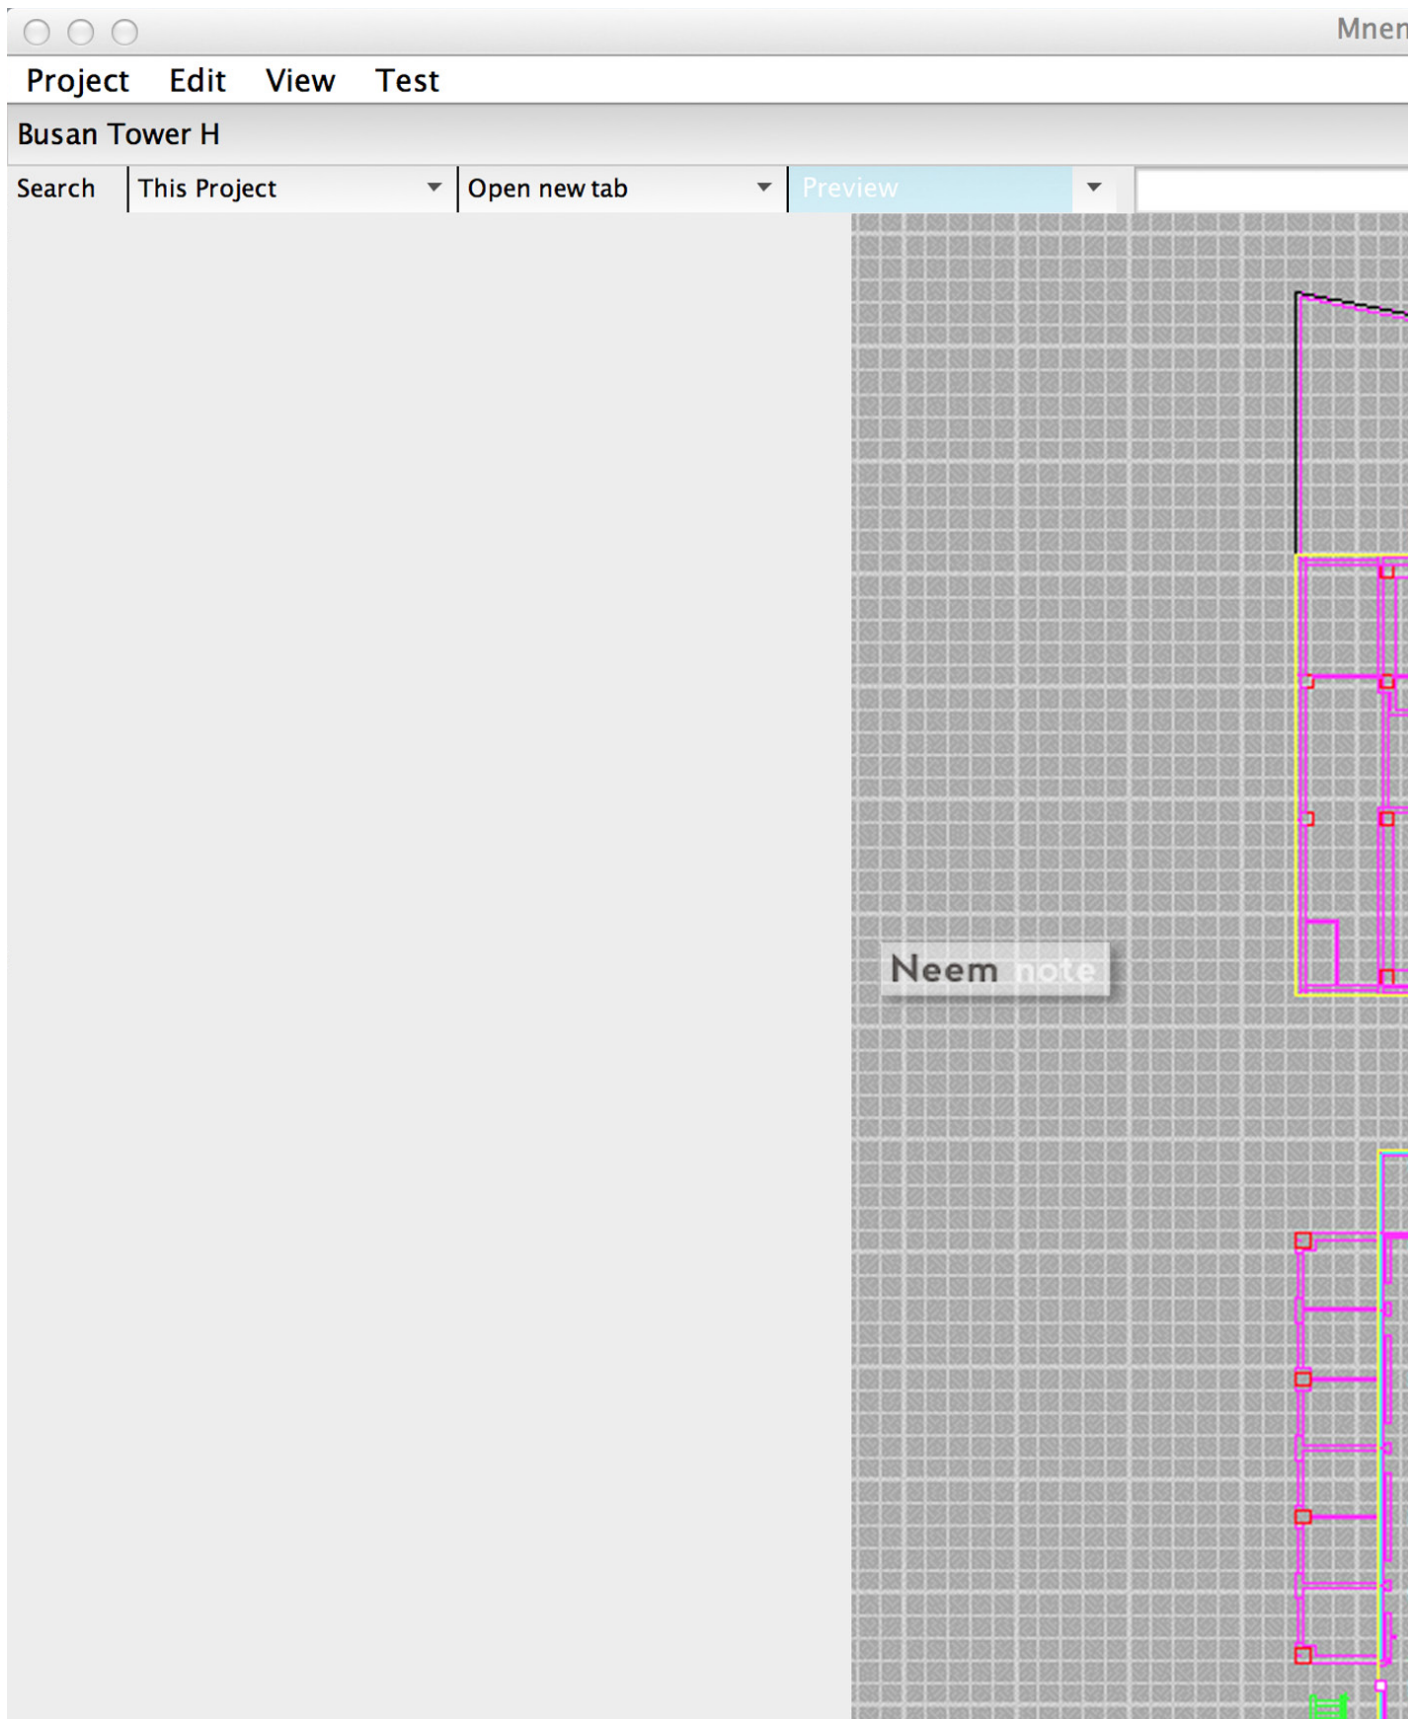 Mnem
Project Edit View Test
Busan Tower H
Search This Project Open new tab Preview
Neem note